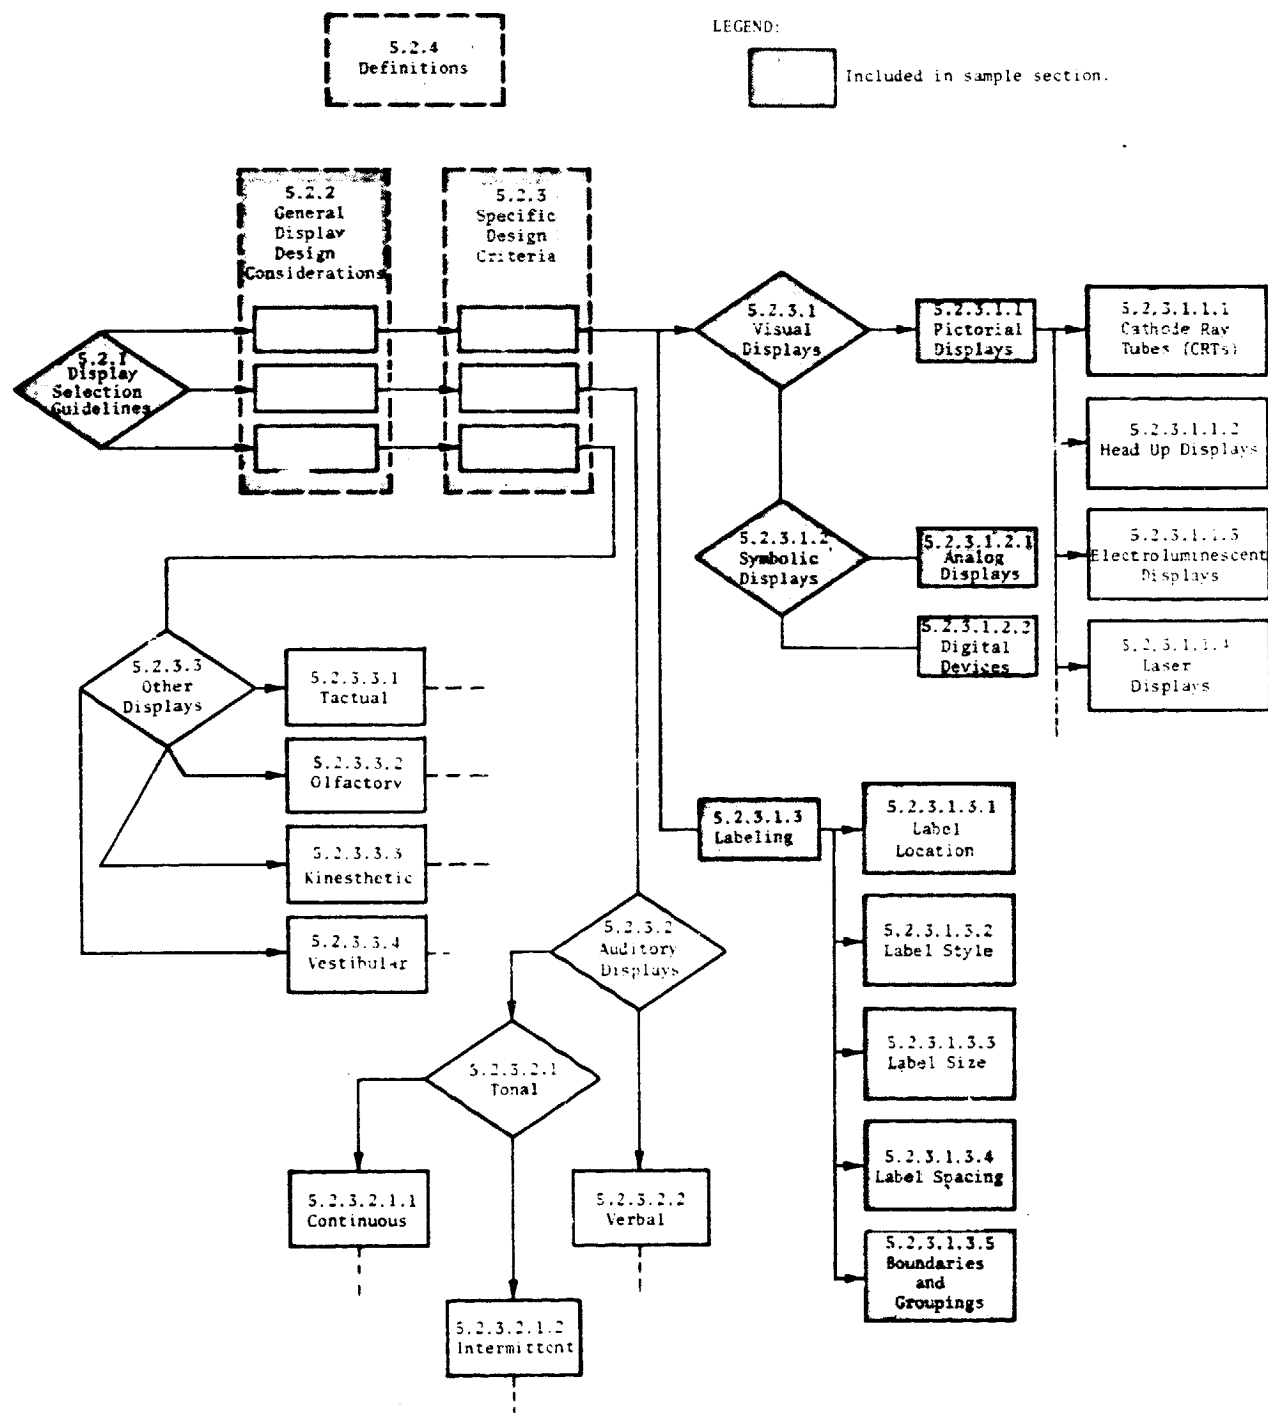 5.2.4
Definitions
LEGEND:
Included in sample section.
5.2.2
General
Display
Design
Considerations
5.2.3
Specific
Design
Criteria
5.2.1
Display
Selection
Guidelines
5.2.3.1
Visual
Displays
5.2.3.1.1
Pictorial
Displays
5.2.3.1.1.1
Cathode Ray
Tubes (CRTs)
5.2.3.1.1.2
Head Up Displays
5.2.3.1.1.3
Electroluminescent
Displays
5.2.3.1.1.4
Laser
Displays
5.2.3.1.2
Symbolic
Displays
5.2.3.1.2.1
Analog
Displays
5.2.3.1.2.2
Digital
Devices
5.2.3.3
Other
Displays
5.2.3.3.1
Tactual
5.2.3.3.2
Olfactory
5.2.3.3.3
Kinesthetic
5.2.3.3.4
Vestibular
5.2.3.1.3
Labeling
5.2.3.1.3.1
Label
Location
5.2.3.1.3.2
Label Style
5.2.3.1.3.3
Label Size
5.2.3.1.3.4
Label Spacing
5.2.3.1.3.5
Boundaries
and
Groupings
5.2.3.2
Auditory
Displays
5.2.3.2.1
Tonal
5.2.3.2.1.1
Continuous
5.2.3.2.2
Verbal
5.2.3.2.1.2
Intermittent